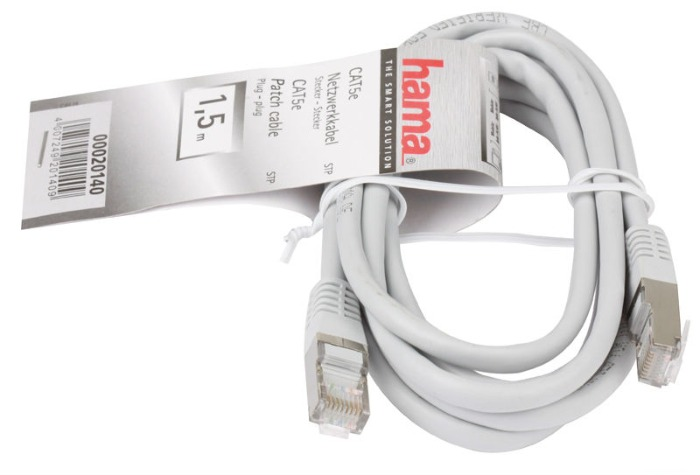 hama®
THE SMART SOLUTION
CAT5e
Netzwerkkabel STP
Stecker - Stecker
CAT5e
Patch cable STP
Plug - plug
1,5 m
00020140
4 007249 201409